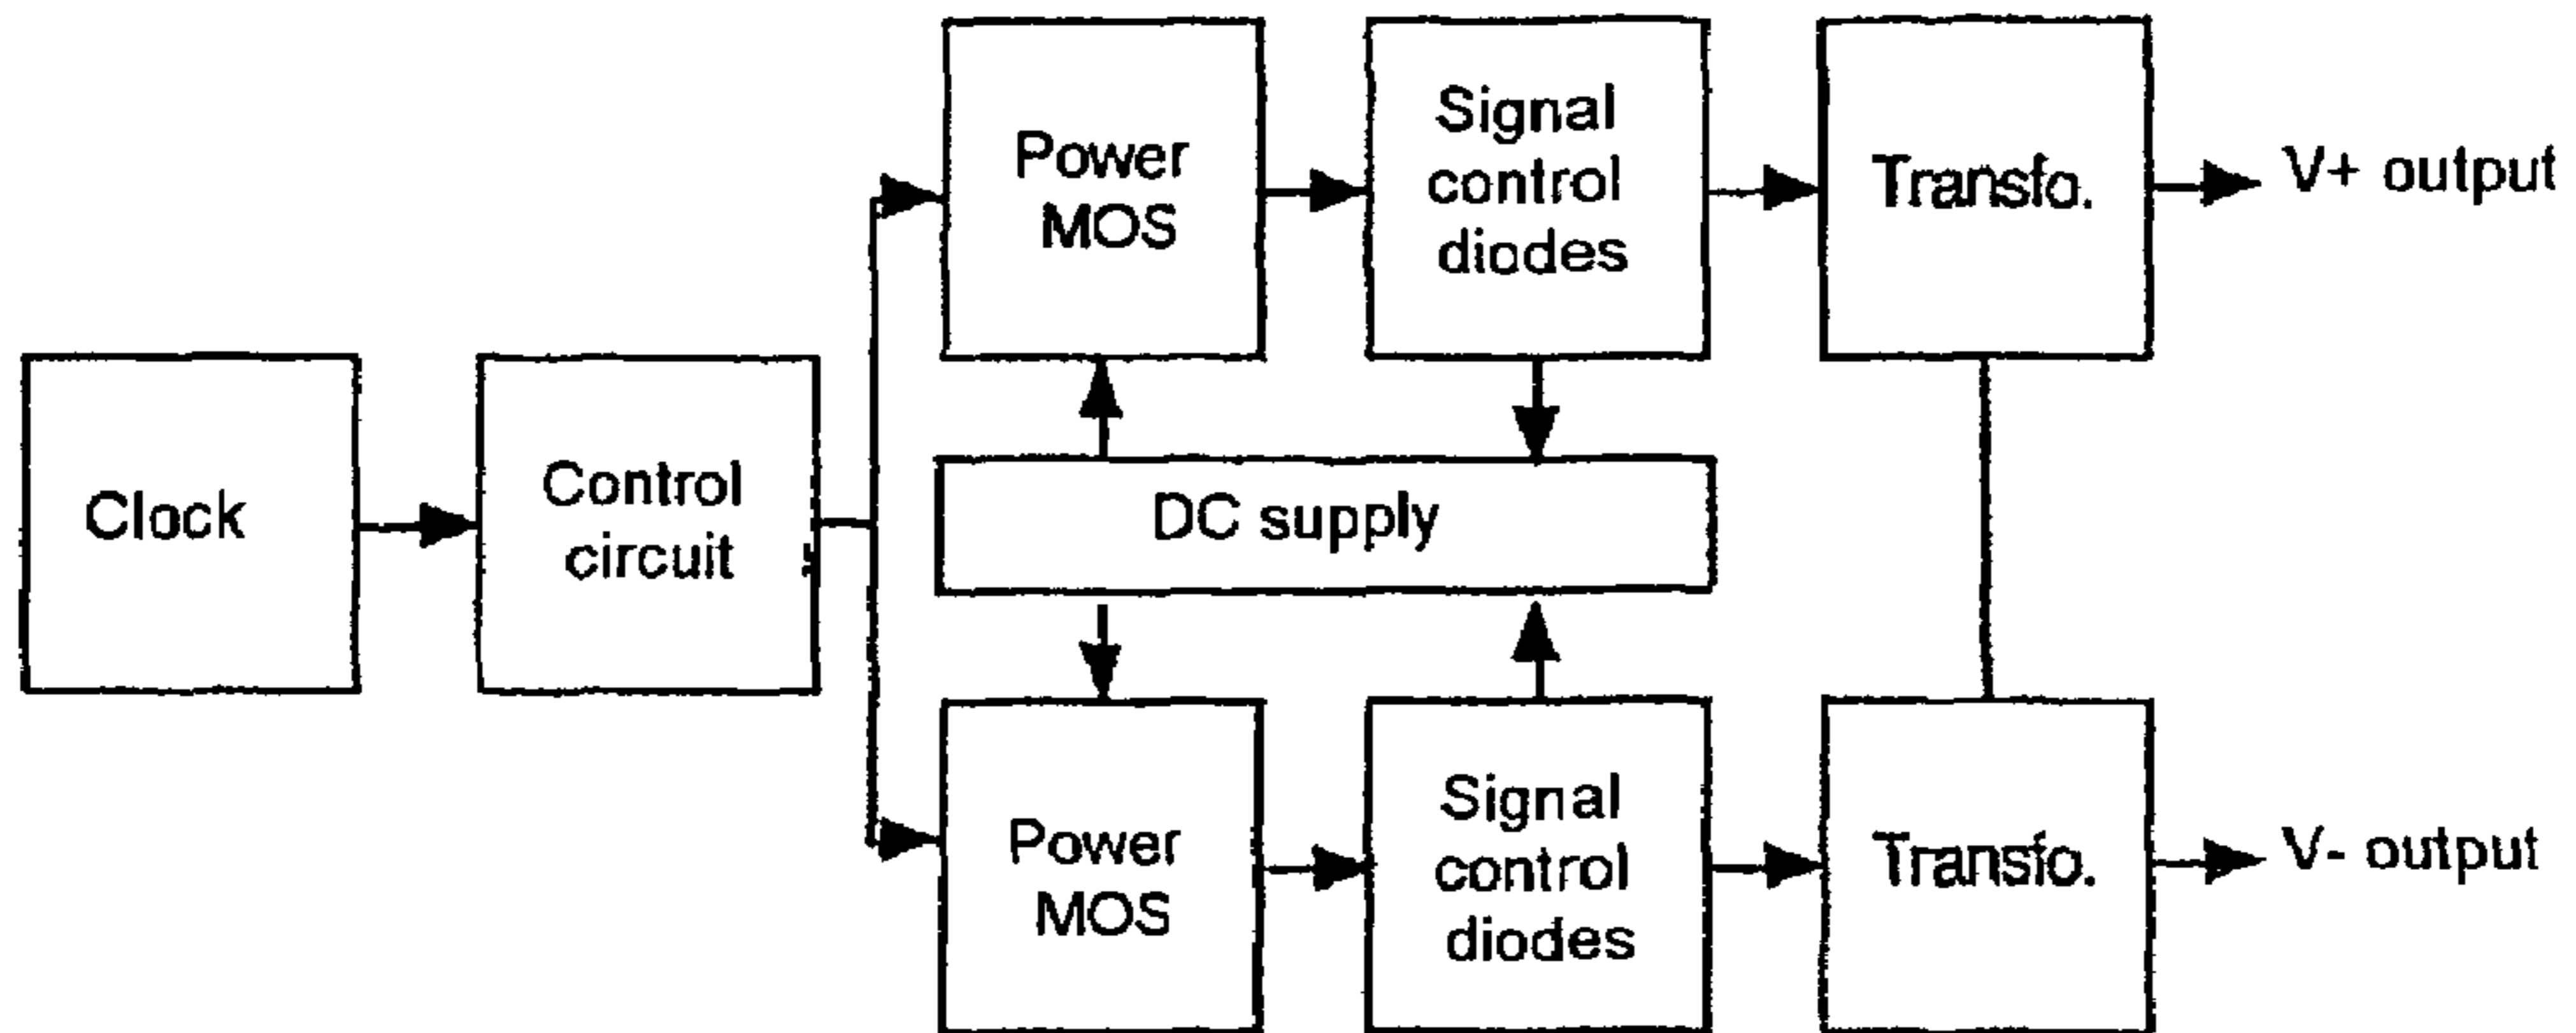 Power
MOS
Signal
control
diodes
Transfo.
V+ output
Clock
Control
circuit
DC supply
Power
MOS
Signal
control
diodes
Transfo.
V- output